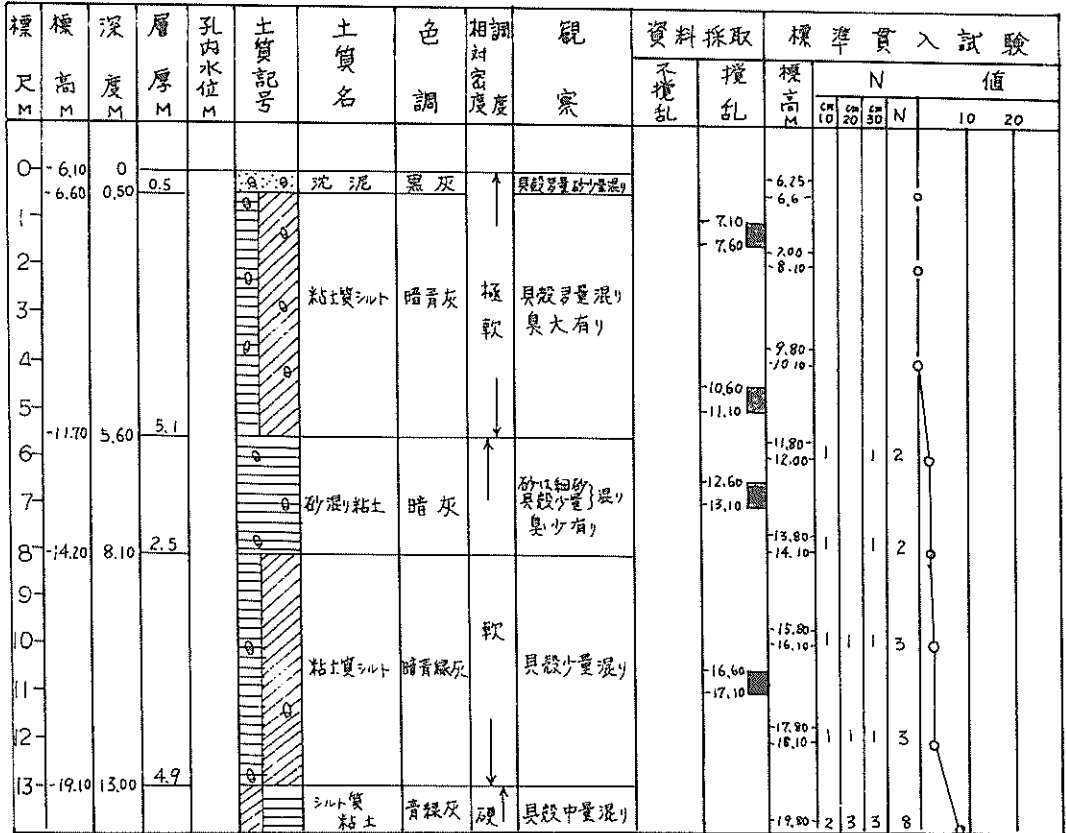 標尺 M
標高 M
深度 M
層厚 M
孔内水位 M
土質記号
土質名
色調
相対密度
調度
観察
資料採取
不攪乱
攪乱
標準貫入試験
標高 M
N値
cm 10
cm 20
cm 30
N
10 20
0 -6.10 0
-6.60 0.50 0.5 沈泥 黒灰 貝殻多量砂少量混り
6.25
6.6
1
7.10
7.60
2
7.00
-8.10
粘土質シルト 暗青灰 極軟 貝殻多量混り
臭大有り
3
4
-9.80
-10.10
5
-10.60
-11.10
-11.70 5.60 5.1
6
-11.80
-12.00 1 1 2
7
砂混り粘土 暗灰
砂は細砂
貝殻少量}混り
臭少有り
-12.60
-13.10
8 -14.20 8.10 2.5
-13.80
-14.10 1 1 2
9
10
軟
-15.80
-16.10 1 1 1 3
粘土質シルト 暗青緑灰 貝殻少量混り
11
-16.60
-17.10
12
-17.80
-18.10 1 1 1 3
13 -19.10 13.00 4.9
シルト質
粘土
青緑灰 硬 貝殻中量混り
-19.80 2 3 3 8